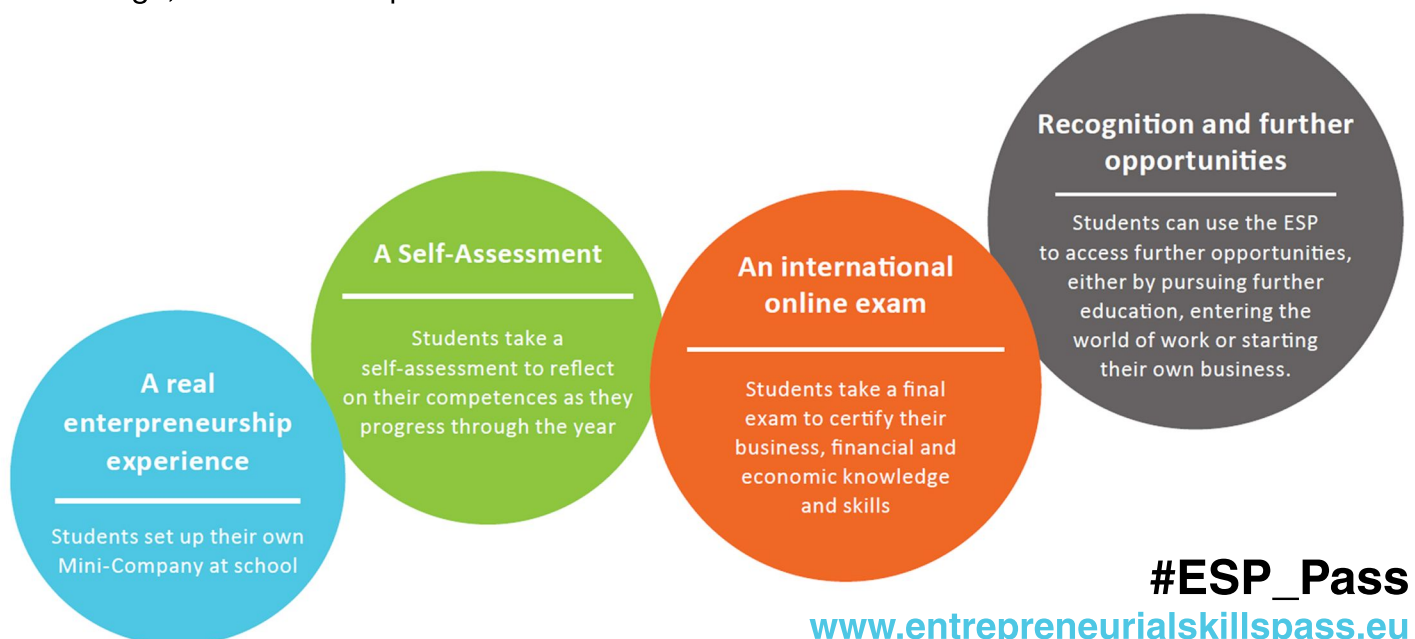 A real
enterpreneurship
experience
Students set up their own
Mini-Company at school
A Self-Assessment
Students take a
self-assessment to reflect
on their competences as they
progress through the year
An international
online exam
Students take a final
exam to certify their
business, financial and
economic knowledge
and skills
Recognition and further
opportunities
Students can use the ESP
to access further opportunities,
either by pursuing further
education, entering the
world of work or starting
their own business.
#ESP_Pass
www.entrepreneurialskillspass.eu